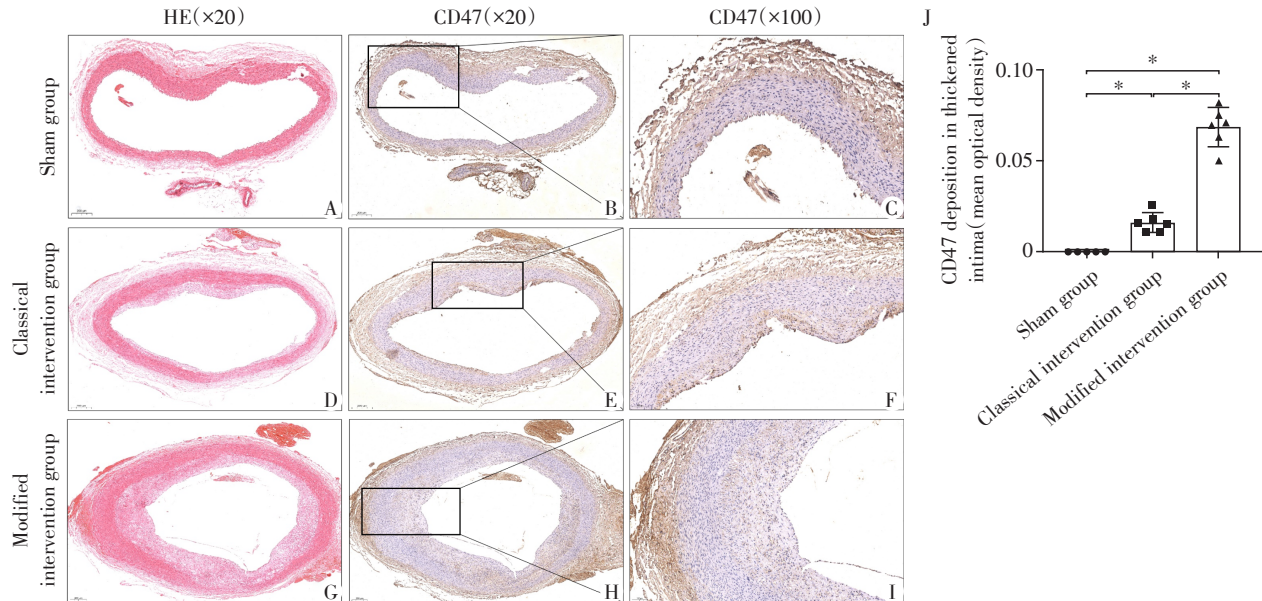 HE(×20)
CD47(×20)
CD47(×100)
Sham group
A
B
C
Classical
intervention group
D
E
F
Modified
intervention group
G
H
I
J
CD47 deposition in thickened
intima(mean optical density)
0.10
0.05
0
*
*
*
Sham group
Classical intervention group
Modified intervention group